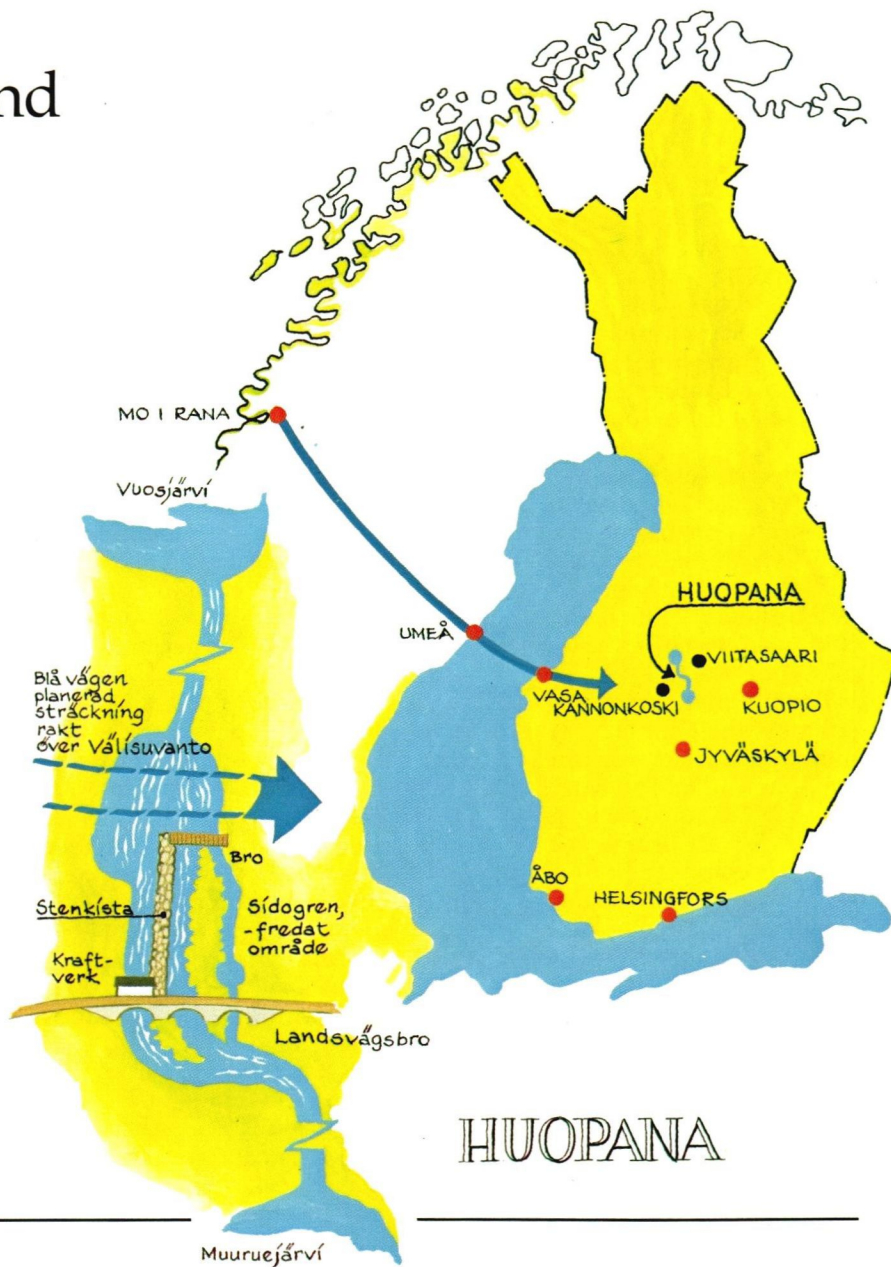 nd
MO I RANA
Vuosjärvi
HUOPANA
UMEÅ
VIITASAARI
Blå vägen
planerad
sträckning
rakt
över Välisuvanto
VASA
KANNONKOSKI
KUOPIO
JYVÄSKYLÄ
Bro
ÅBO
HELSINGFORS
Stenkista
Sidogren,
-fredat
område
Kraft-
verk
Landsvägsbro
HUOPANA
Muuruejärvi